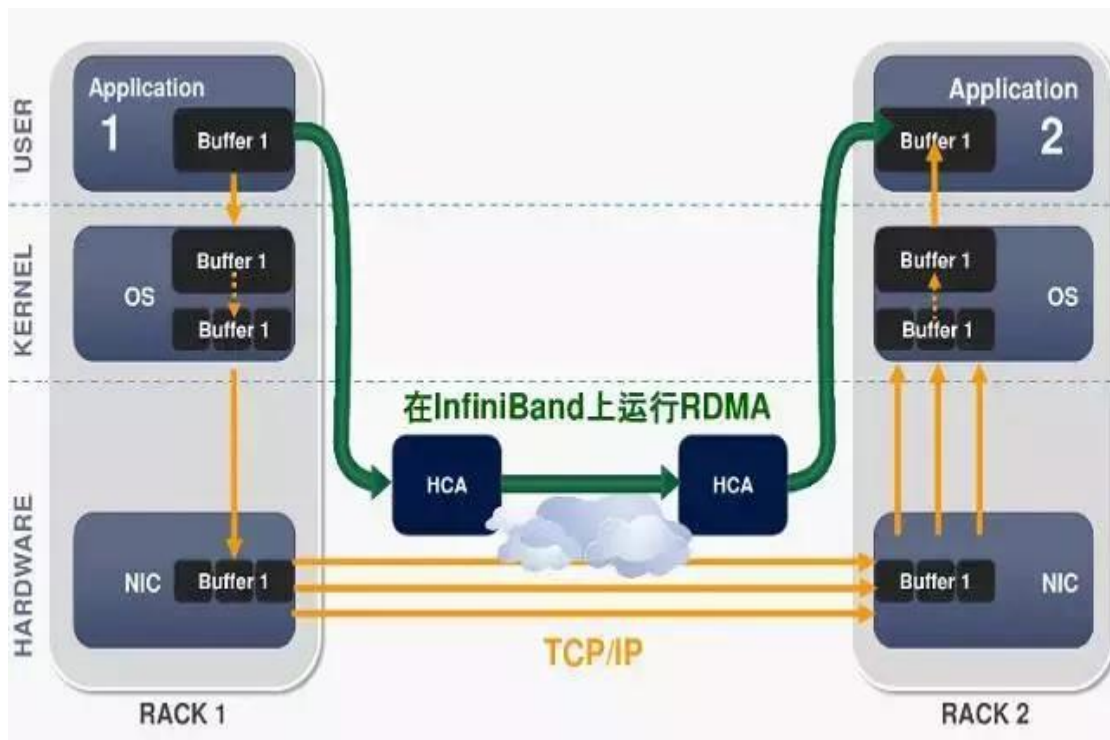 USER
Application
1
Buffer 1
Application
2
Buffer 1
KERNEL
OS
Buffer 1
Buffer 1
Buffer 1
Buffer 1
OS
在InfiniBand上运行RDMA
HCA
HCA
HARDWARE
NIC
Buffer 1
Buffer 1
NIC
TCP/IP
RACK 1
RACK 2